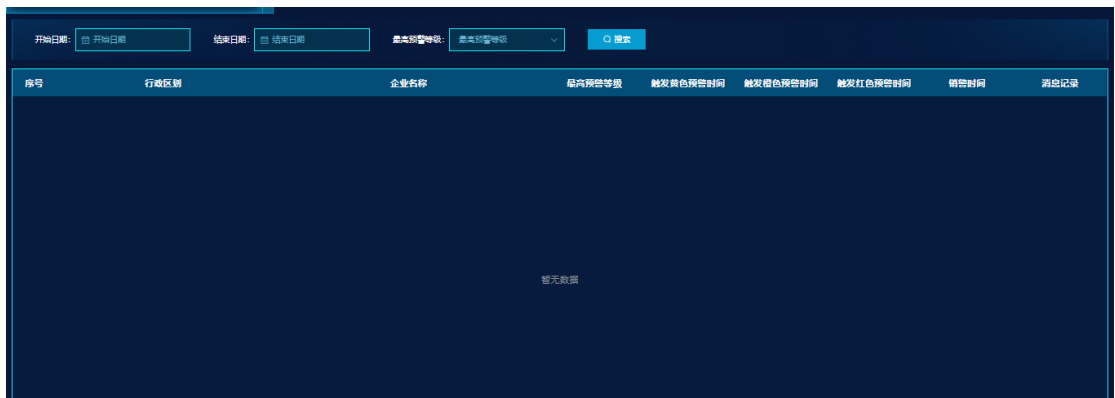 开始日期: 开始日期 结束日期: 结束日期 最高预警等级: 最高预警等级 搜索
序号 行政区划 企业名称 最高预警等级 触发黄色预警时间 触发橙色预警时间 触发红色预警时间 销警时间 消息记录
暂无数据